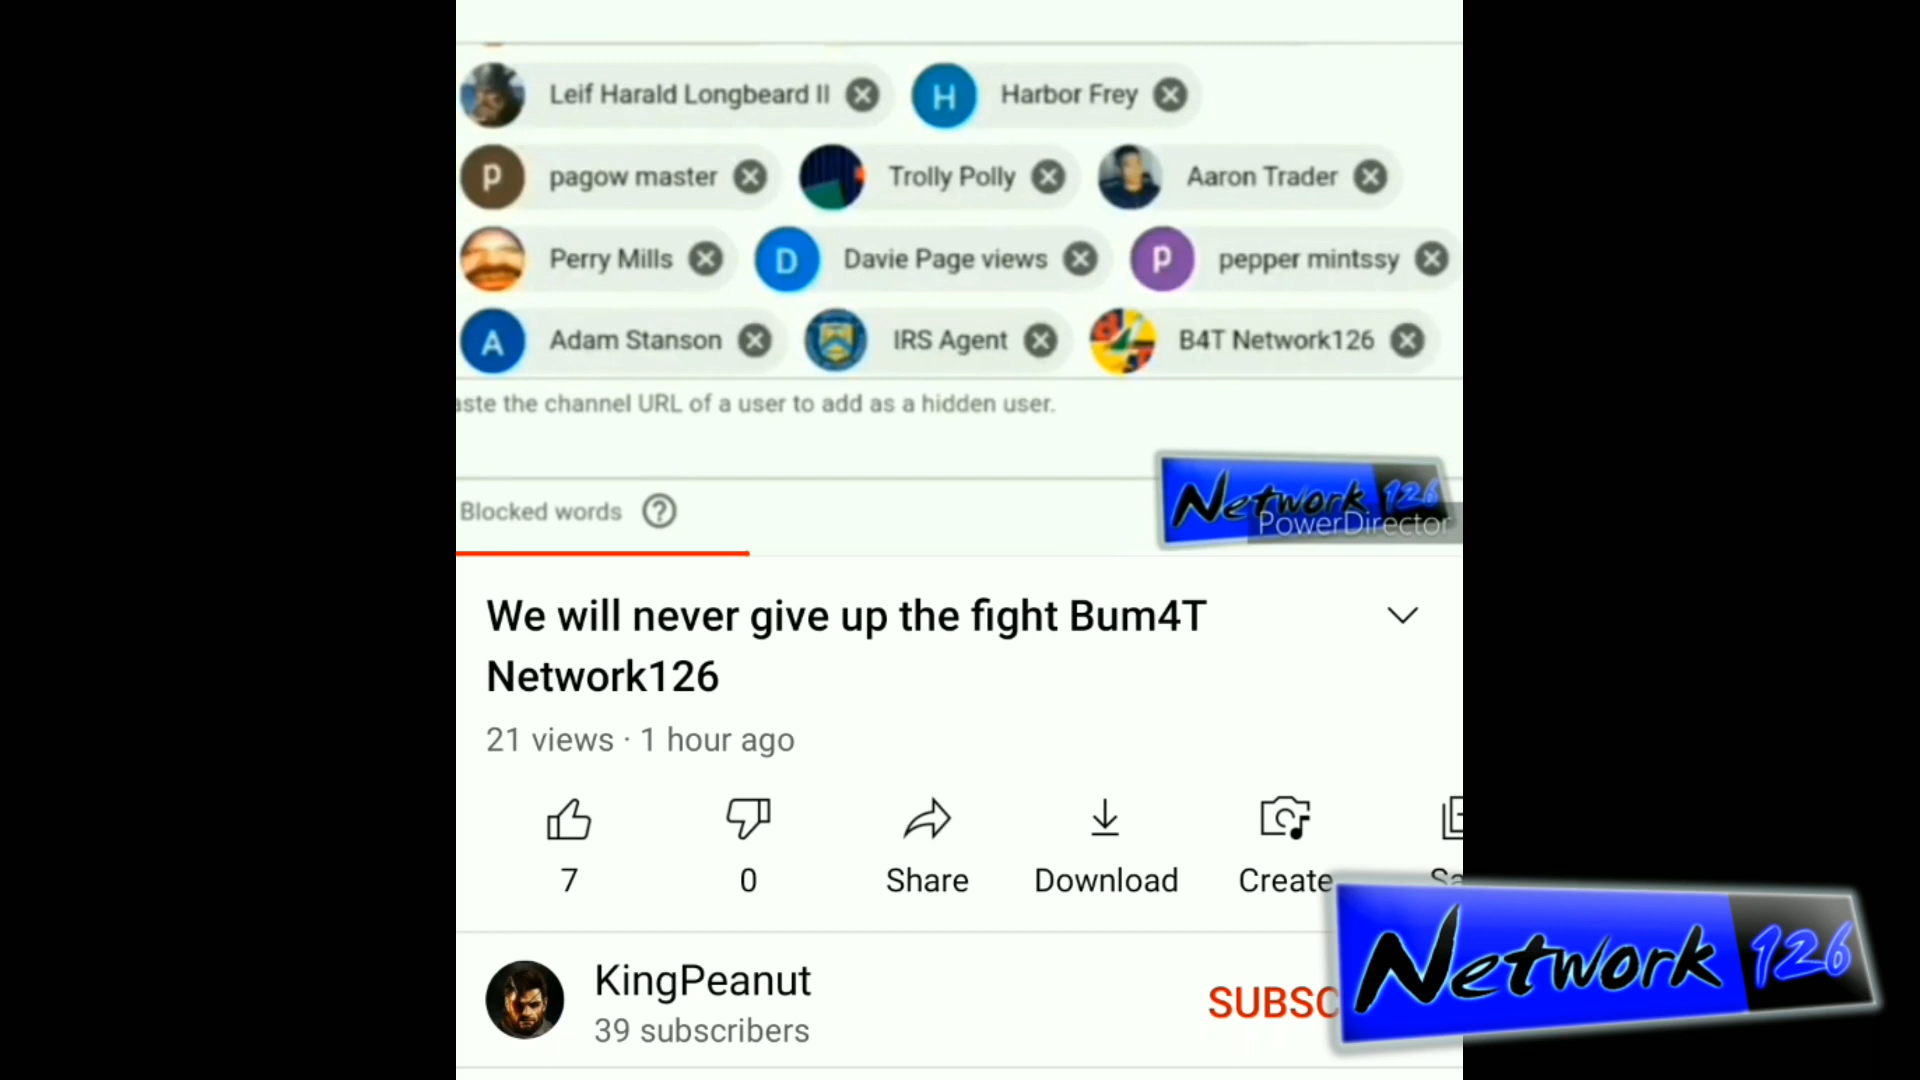 Leif Harald Longbeard II H Harbor Frey
p pagow master Trolly Polly Aaron Trader
Perry Mills D Davie Page views p pepper mintssy
A Adam Stanson IRS Agent B4T Network126
aste the channel URL of a user to add as a hidden user.
Network 126
PowerDirector
Blocked words ?
We will never give up the fight Bum4T
Network126
21 views · 1 hour ago
7 0 Share Download Create Sa
KingPeanut
39 subscribers
SUBSC
Network 126